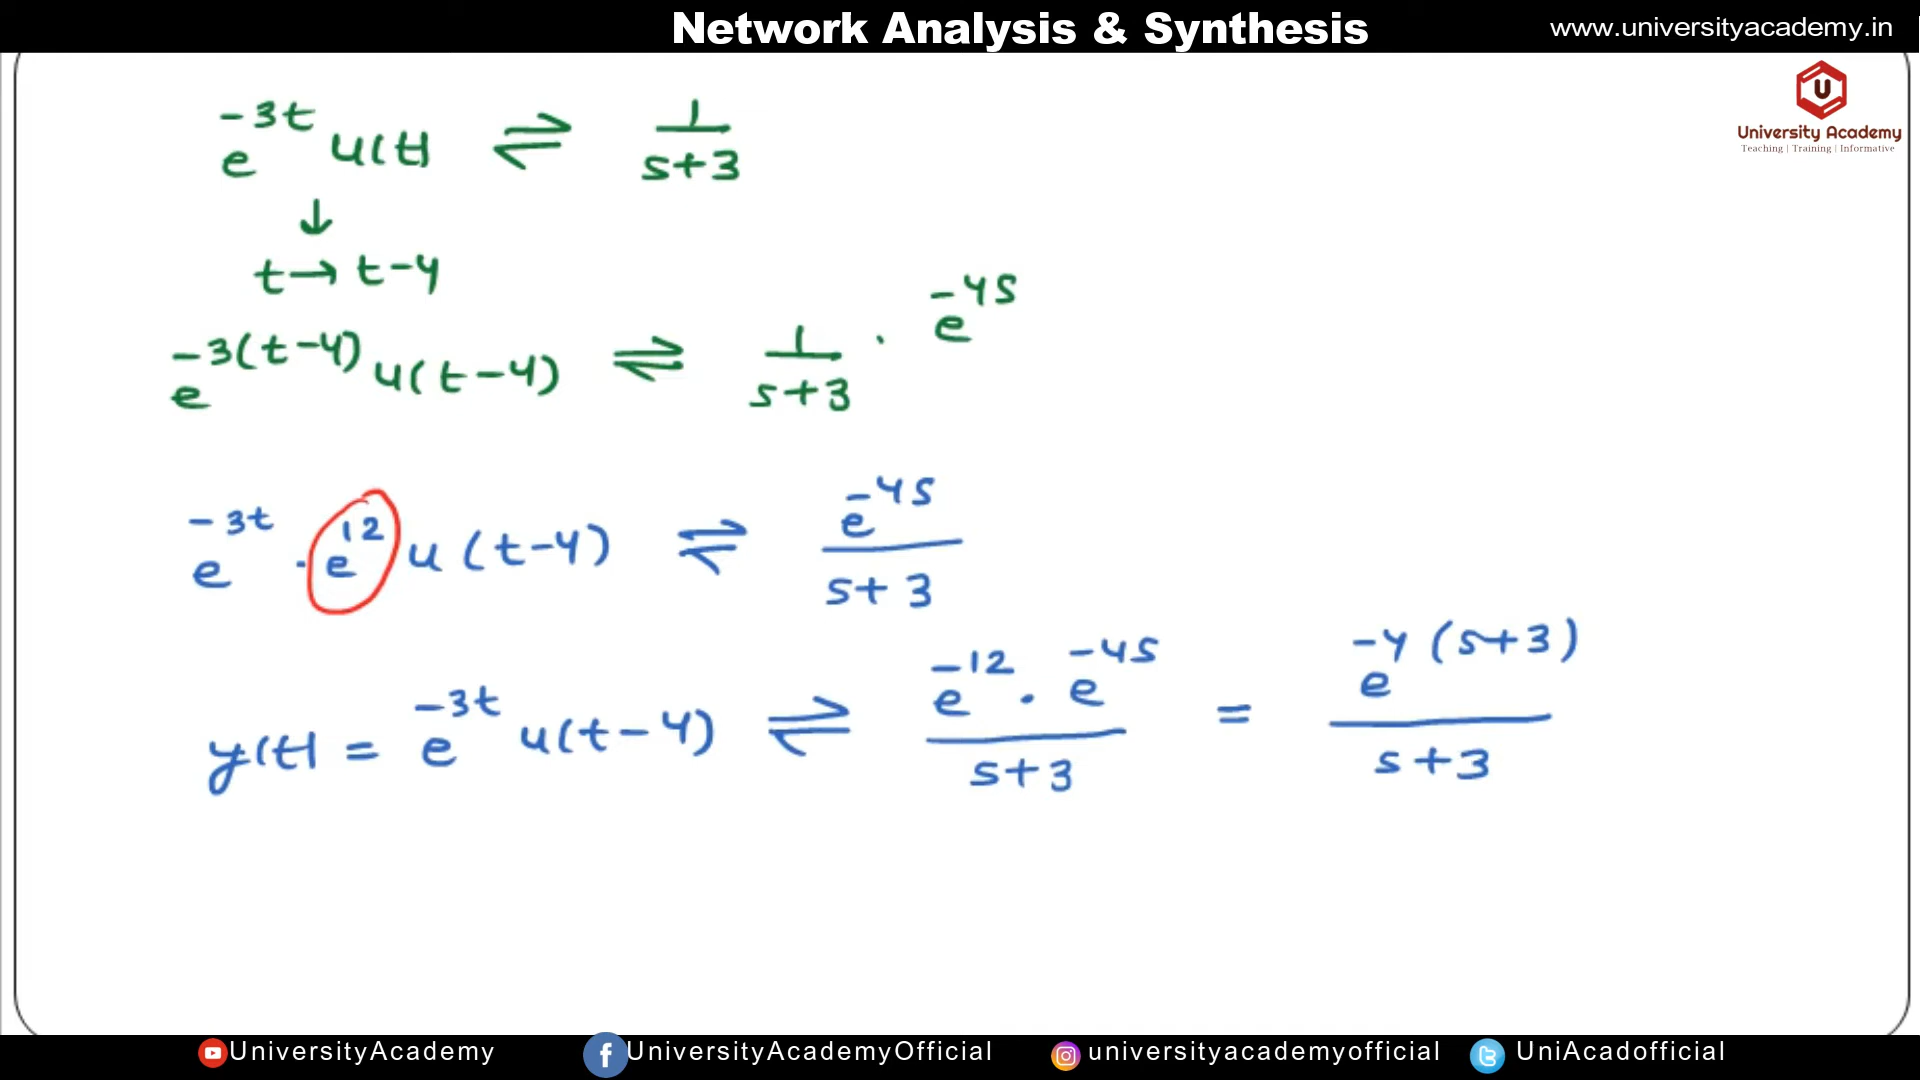 Network Analysis & Synthesis
www.universityacademy.in
U
University Academy
Teaching | Training | Informative
e^{-3t} u(t) ⇌ 1/(s+3)
↓
t → t-4
e^{-3(t-4)} u(t-4) ⇌ 1/(s+3) . e^{-4s}
e^{-3t} . e^{12} u(t-4) ⇌ e^{-4s}/(s+3)
y(t) = e^{-3t} u(t-4) ⇌ e^{-12} . e^{-4s}/(s+3) = e^{-4(s+3)}/(s+3)
UniversityAcademy UniversityAcademyOfficial universityacademyofficial UniAcadofficial